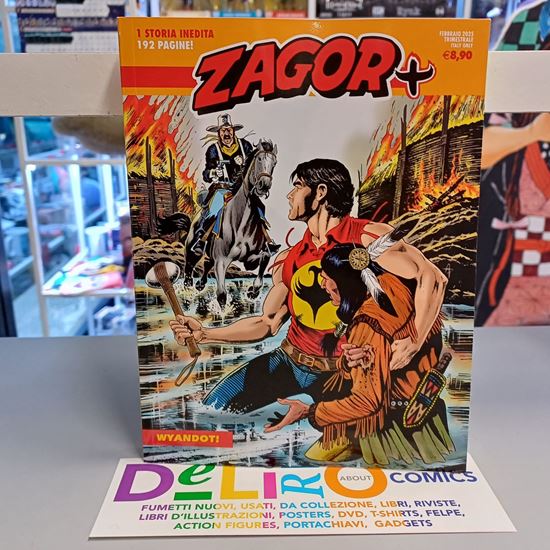 1 STORIA INEDITA
192 PAGINE!
ZAGOR +
FEBBRAIO 2025
TRIMESTRALE
ITALY ONLY
€8,90
WYANDOT!
DeLiRO ABOUT COMICS
FUMETTI NUOVI, USATI, DA COLLEZIONE, LIBRI, RIVISTE,
LIBRI D'ILLUSTRAZIONI, POSTERS, DVD, T-SHIRTS, FELPE,
ACTION FIGURES, PORTACHIAVI, GADGETS